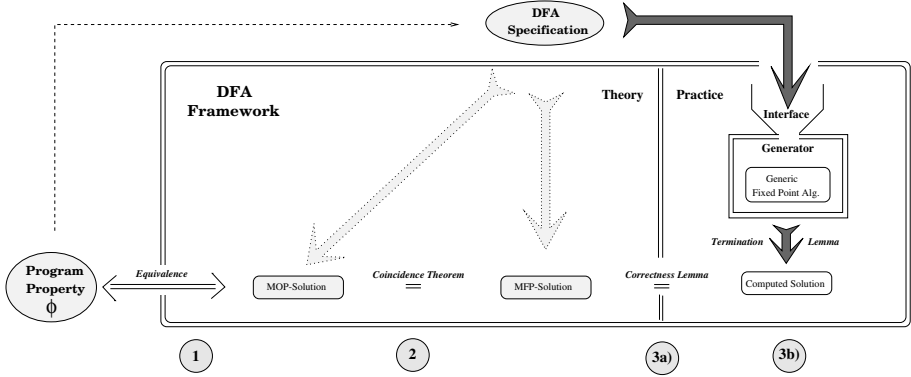 DFA
Specification
DFA
Framework
Theory
Practice
Interface
Generator
Generic
Fixed Point Alg.
Termination
Lemma
Program
Property
ϕ
Equivalence
MOP-Solution
Coincidence Theorem
=
MFP-Solution
Correctness Lemma
=
Computed Solution
1
2
3a)
3b)